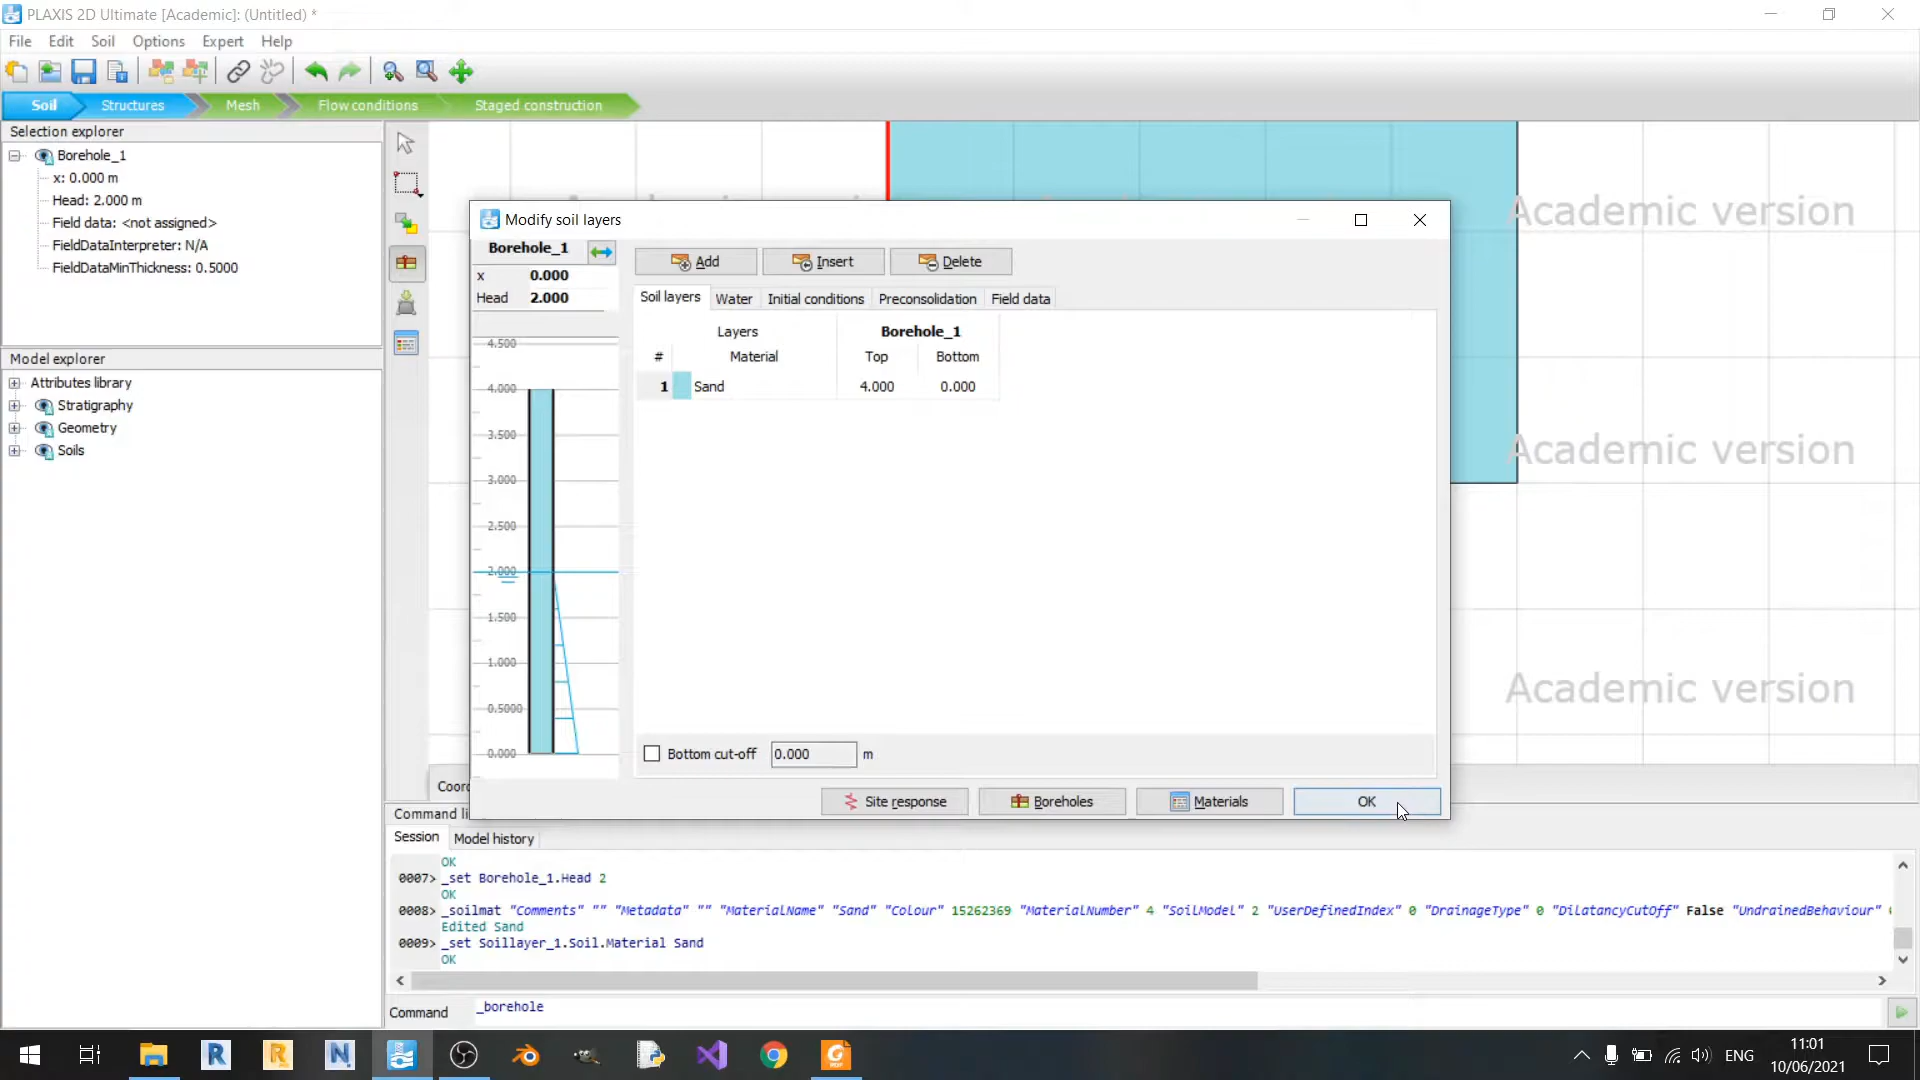 PLAXIS 2D Ultimate [Academic]: (Untitled) *
File Edit Soil Options Expert Help
Soil Structures Mesh Flow conditions Staged construction
Selection explorer
Borehole_1
x: 0.000 m
Head: 2.000 m
Field data: <not assigned>
FieldDataInterpreter: N/A
FieldDataMinThickness: 0.5000
Model explorer
Attributes library
Stratigraphy
Geometry
Soils
Academic version
Academic version
Academic version
Modify soil layers
Borehole_1
x 0.000
Head 2.000
4.500
4.000
3.500
3.000
2.500
2.000
1.500
1.000
0.5000
0.000
Add Insert Delete
Soil layers Water Initial conditions Preconsolidation Field data
Layers Borehole_1
# Material Top Bottom
1 Sand 4.000 0.000
Bottom cut-off 0.000 m
Site response Boreholes Materials OK
Coord
Command li
Session Model history
OK
0007> _set Borehole_1.Head 2
OK
0008> _soilmat "Comments" "" "Metadata" "" "MaterialName" "Sand" "Colour" 15262369 "MaterialNumber" 4 "SoilModel" 2 "UserDefinedIndex" 0 "DrainageType" 0 "DilatancyCutOff" False "UndrainedBehaviour"
Edited Sand
0009> _set Soillayer_1.Soil.Material Sand
OK
Command _borehole
ENG
11:01
10/06/2021